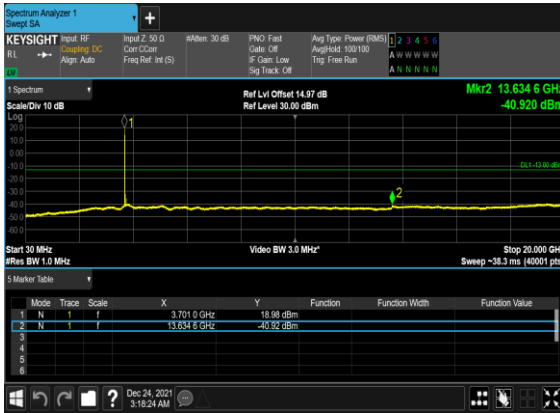 Spectrum Analyzer 1
Swept SA
+
KEYSIGHT Input: RF Input Z: 50 Ω #Atten: 30 dB PNO: Fast Avg Type: Power (RMS) 1 2 3 4 5 6
RL Coupling: DC Corr CCorr Gate: Off Avg|Hold: 100/100 A W W W W W
Align: Auto Freq Ref: Int (S) IF Gain: Low Trig: Free Run
Sig Track: Off A N N N N N
LXI
1 Spectrum
Scale/Div 10 dB Ref Lvl Offset 14.97 dB Mkr2 13.634 6 GHz
Ref Level 30.00 dBm -40.920 dBm
Log
20.0
10.0
0.00
-10.0 DL1 -13.00 dBm
-20.0
-30.0
-40.0
-50.0
-60.0
1
2
Start 30 MHz Video BW 3.0 MHz* Stop 20.000 GHz
#Res BW 1.0 MHz Sweep ~38.3 ms (40001 pts)
5 Marker Table
Mode Trace Scale X Y Function Function Width Function Value
1 N 1 f 3.701 0 GHz 18.98 dBm
2 N 1 f 13.634 6 GHz -40.92 dBm
3
4
5
6
? Dec 24, 2021
3:18:24 AM